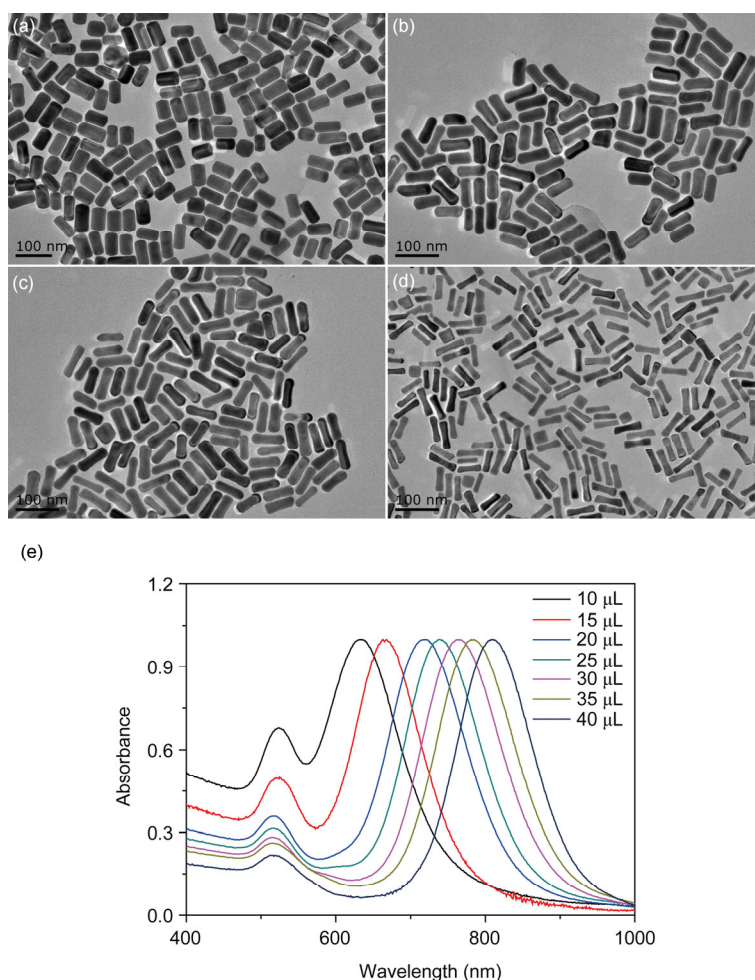 (a)
(b)
100 nm
100 nm
(c)
(d)
100 nm
100 nm
(e)
1.2
0.9
0.6
0.3
0.0
Absorbance
10 μL
15 μL
20 μL
25 μL
30 μL
35 μL
40 μL
400
600
800
1000
Wavelength (nm)